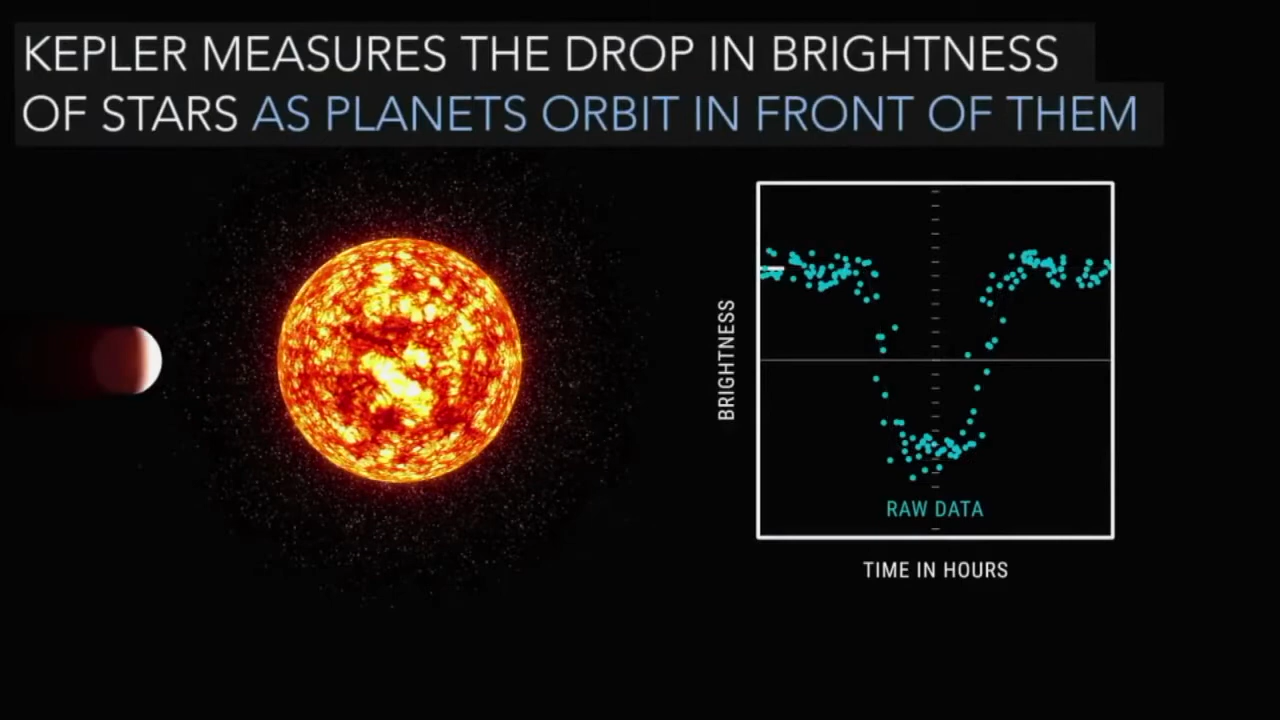 KEPLER MEASURES THE DROP IN BRIGHTNESS
OF STARS AS PLANETS ORBIT IN FRONT OF THEM
BRIGHTNESS
RAW DATA
TIME IN HOURS